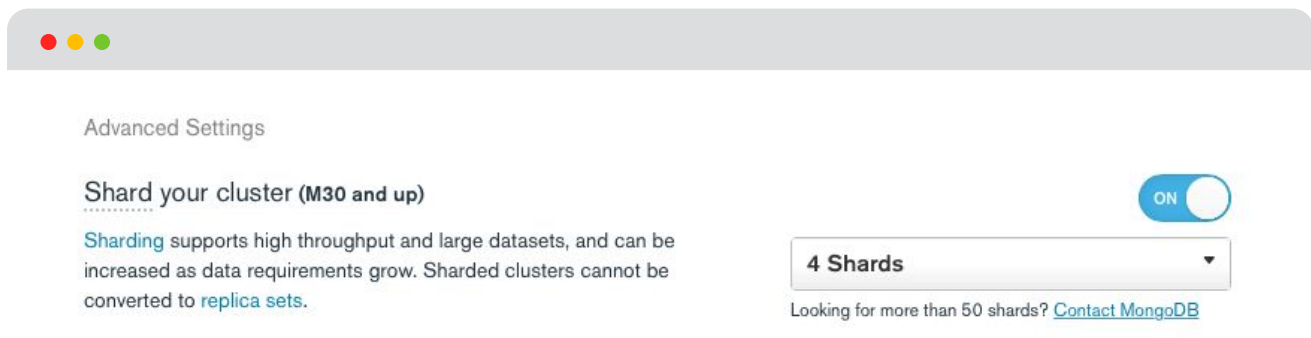 Advanced Settings
Shard your cluster (M30 and up)
ON
Sharding supports high throughput and large datasets, and can be
increased as data requirements grow. Sharded clusters cannot be
converted to replica sets.
4 Shards
Looking for more than 50 shards? Contact MongoDB